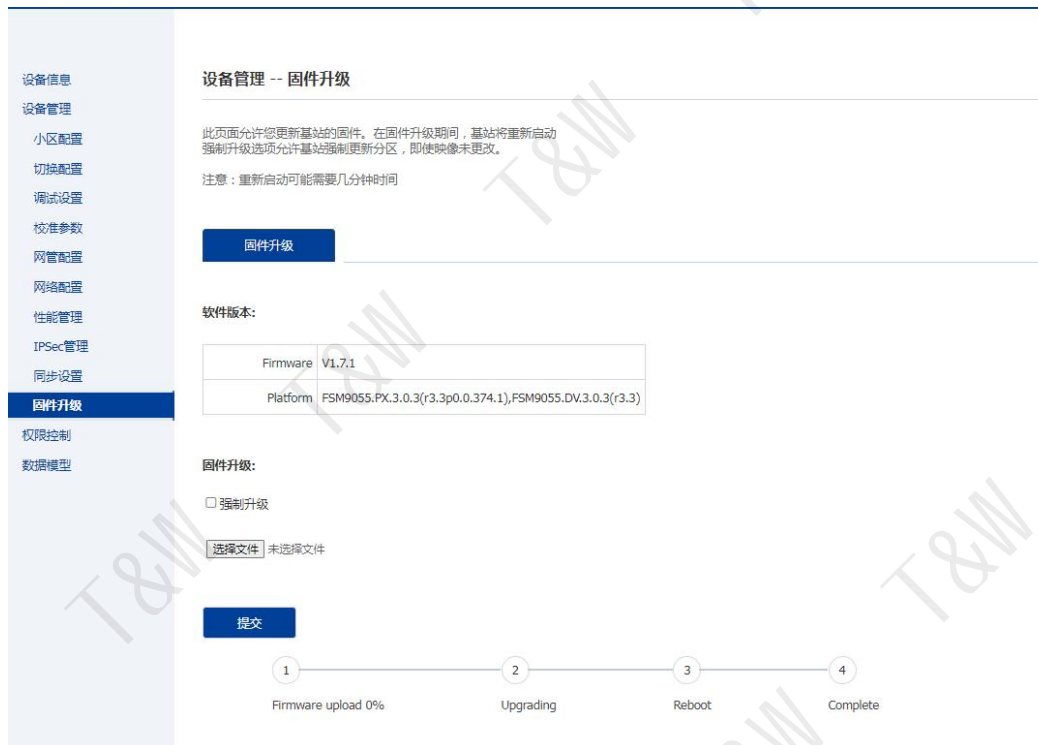 设备信息
设备管理
小区配置
切换配置
调试设置
校准参数
网管配置
网络配置
性能管理
IPSec管理
同步设置
固件升级
权限控制
数据模型
设备管理 -- 固件升级
此页面允许您更新基站的固件。在固件升级期间，基站将重新启动
强制升级选项允许基站强制更新分区，即使映像未更改。
注意：重新启动可能需要几分钟时间
固件升级
软件版本:
Firmware V1.7.1
Platform FSM9055.PX.3.0.3(r3.3p0.0.374.1),FSM9055.DV.3.0.3(r3.3)
固件升级:
强制升级
选择文件 未选择文件
提交
1 2 3 4
Firmware upload 0% Upgrading Reboot Complete
T&W
T&W
T&W
T&W